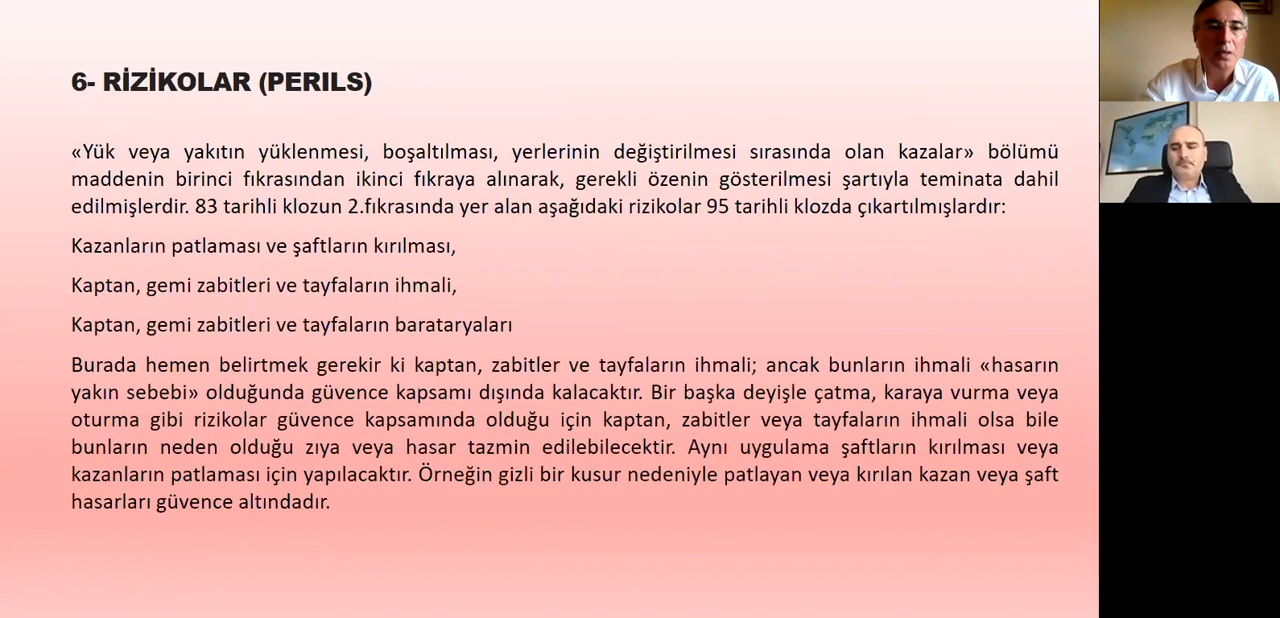 6- RİZİKOLAR (PERILS)
«Yük veya yakıtın yüklenmesi, boşaltılması, yerlerinin değiştirilmesi sırasında olan kazalar» bölümü
maddenin birinci fıkrasından ikinci fıkraya alınarak, gerekli özenin gösterilmesi şartıyla teminata dahil
edilmişlerdir. 83 tarihli klozun 2.fıkrasında yer alan aşağıdaki rizikolar 95 tarihli klozda çıkartılmışlardır:
Kazanların patlaması ve şaftların kırılması,
Kaptan, gemi zabitleri ve tayfaların ihmali,
Kaptan, gemi zabitleri ve tayfaların barataryaları
Burada hemen belirtmek gerekir ki kaptan, zabitler ve tayfaların ihmali; ancak bunların ihmali «hasarın
yakın sebebi» olduğunda güvence kapsamı dışında kalacaktır. Bir başka deyişle çatma, karaya vurma veya
oturma gibi rizikolar güvence kapsamında olduğu için kaptan, zabitler veya tayfaların ihmali olsa bile
bunların neden olduğu zıya veya hasar tazmin edilebilecektir. Aynı uygulama şaftların kırılması veya
kazanların patlaması için yapılacaktır. Örneğin gizli bir kusur nedeniyle patlayan veya kırılan kazan veya şaft
hasarları güvence altındadır.